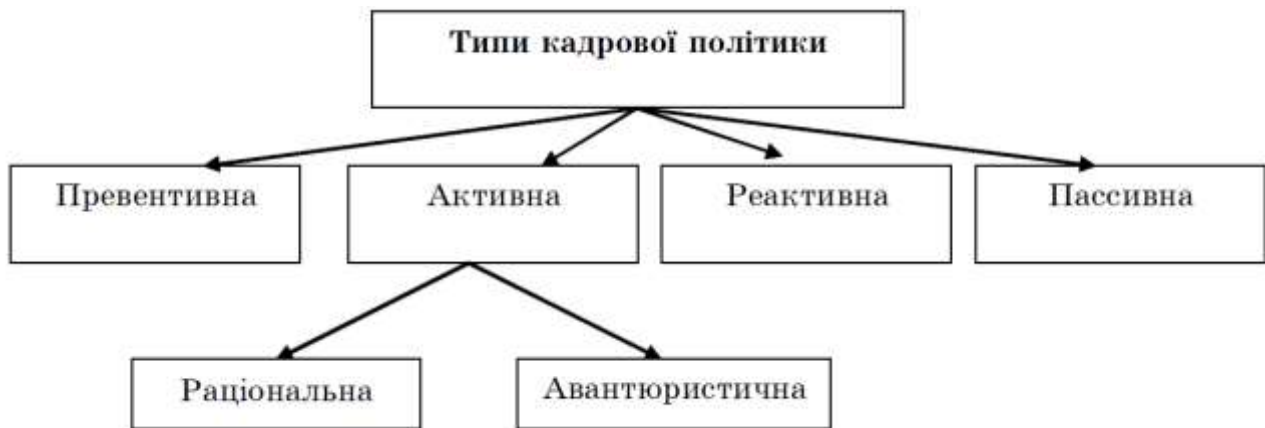 Типи кадрової політики
Превентивна
Активна
Реактивна
Пассивна
Раціональна
Авантюристична